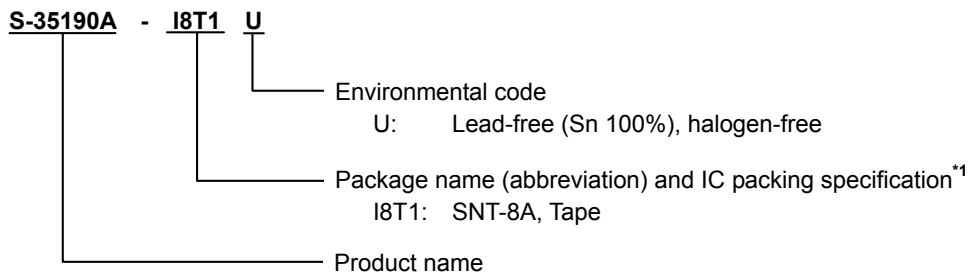 S-35190A - I8T1 U
Environmental code
U: Lead-free (Sn 100%), halogen-free
Package name (abbreviation) and IC packing specification*1
I8T1: SNT-8A, Tape
Product name